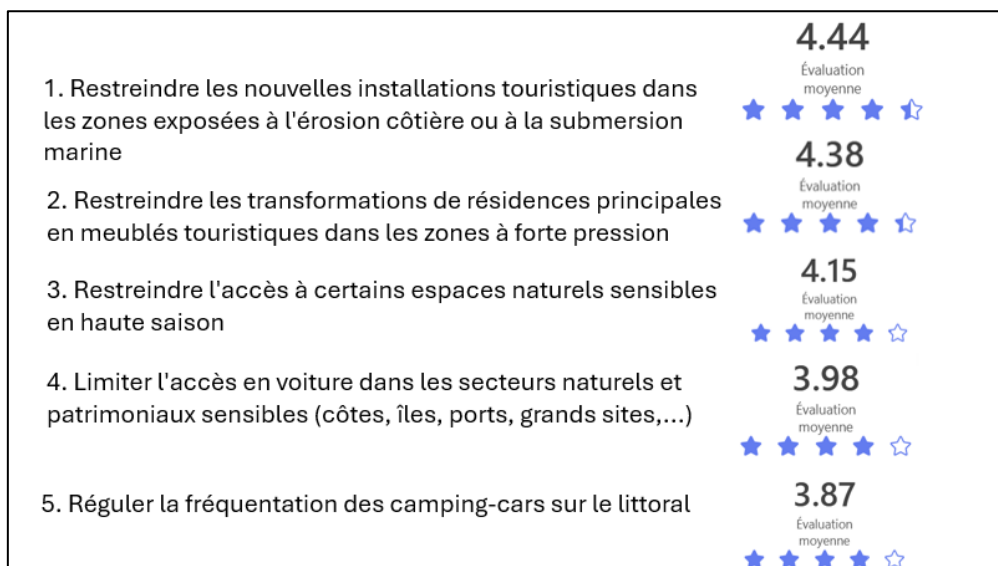 4.44
Évaluation
moyenne
1. Restreindre les nouvelles installations touristiques dans
les zones exposées à l'érosion côtière ou à la submersion
marine
4.38
Évaluation
moyenne
2. Restreindre les transformations de résidences principales
en meublés touristiques dans les zones à forte pression
4.15
Évaluation
moyenne
3. Restreindre l'accès à certains espaces naturels sensibles
en haute saison
3.98
Évaluation
moyenne
4. Limiter l'accès en voiture dans les secteurs naturels et
patrimoniaux sensibles (côtes, îles, ports, grands sites,...)
3.87
Évaluation
moyenne
5. Réguler la fréquentation des camping-cars sur le littoral